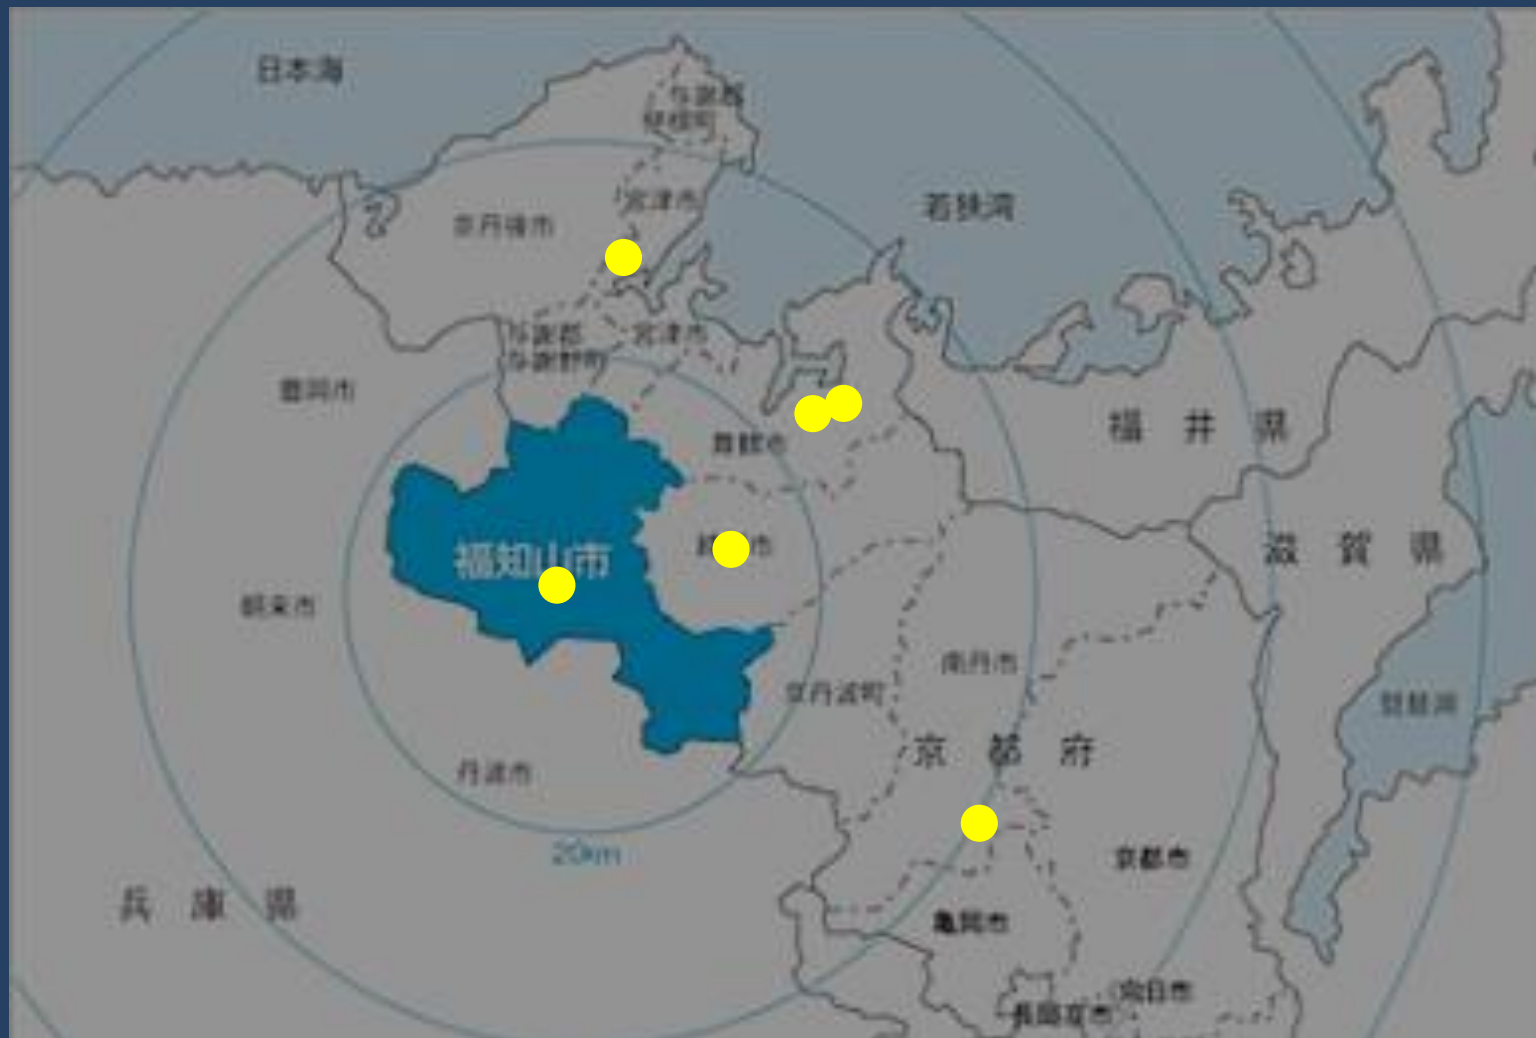 日本海
与謝郡
伊根町
宮津市
京丹後市
若狭湾
与謝郡
与謝野町
宮津市
豊岡市
福 井 県
舞鶴市
福知山市
滋 賀 県
朝来市
南丹市
京丹波町
琵琶湖
京 都 府
丹波市
20km
京都市
兵 庫 県
亀岡市
向日市
長岡京市